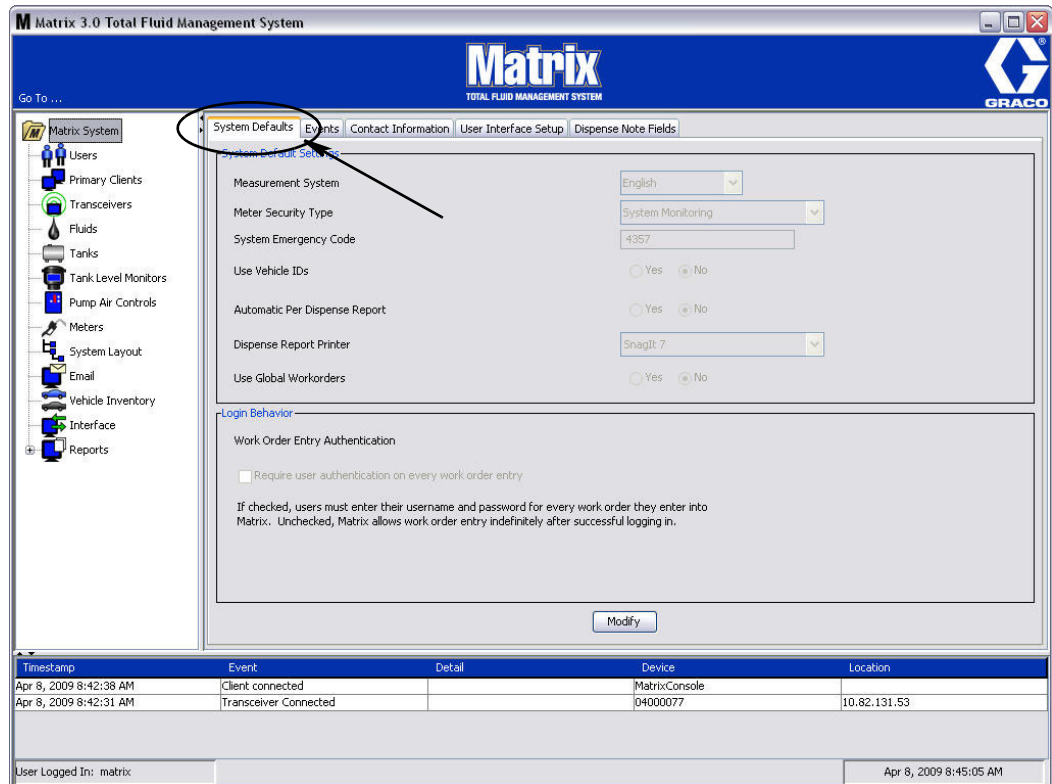 Matrix 3.0 Total Fluid Management System
Matrix
TOTAL FLUID MANAGEMENT SYSTEM
GRACO
Go To ...
Matrix System
Users
Primary Clients
Transceivers
Fluids
Tanks
Tank Level Monitors
Pump Air Controls
Meters
System Layout
Email
Vehicle Inventory
Interface
Reports
System Defaults Events Contact Information User Interface Setup Dispense Note Fields
System Default Settings
Measurement System English
Meter Security Type System Monitoring
System Emergency Code 4357
Use Vehicle IDs Yes No
Automatic Per Dispense Report Yes No
Dispense Report Printer SnagIt 7
Use Global Workorders Yes No
Login Behavior
Work Order Entry Authentication
Require user authentication on every work order entry
If checked, users must enter their username and password for every work order they enter into
Matrix. Unchecked, Matrix allows work order entry indefinitely after successful logging in.
Modify
Timestamp Event Detail Device Location
Apr 8, 2009 8:42:38 AM Client connected MatrixConsole
Apr 8, 2009 8:42:31 AM Transceiver Connected 04000077 10.82.131.53
User Logged In: matrix Apr 8, 2009 8:45:05 AM